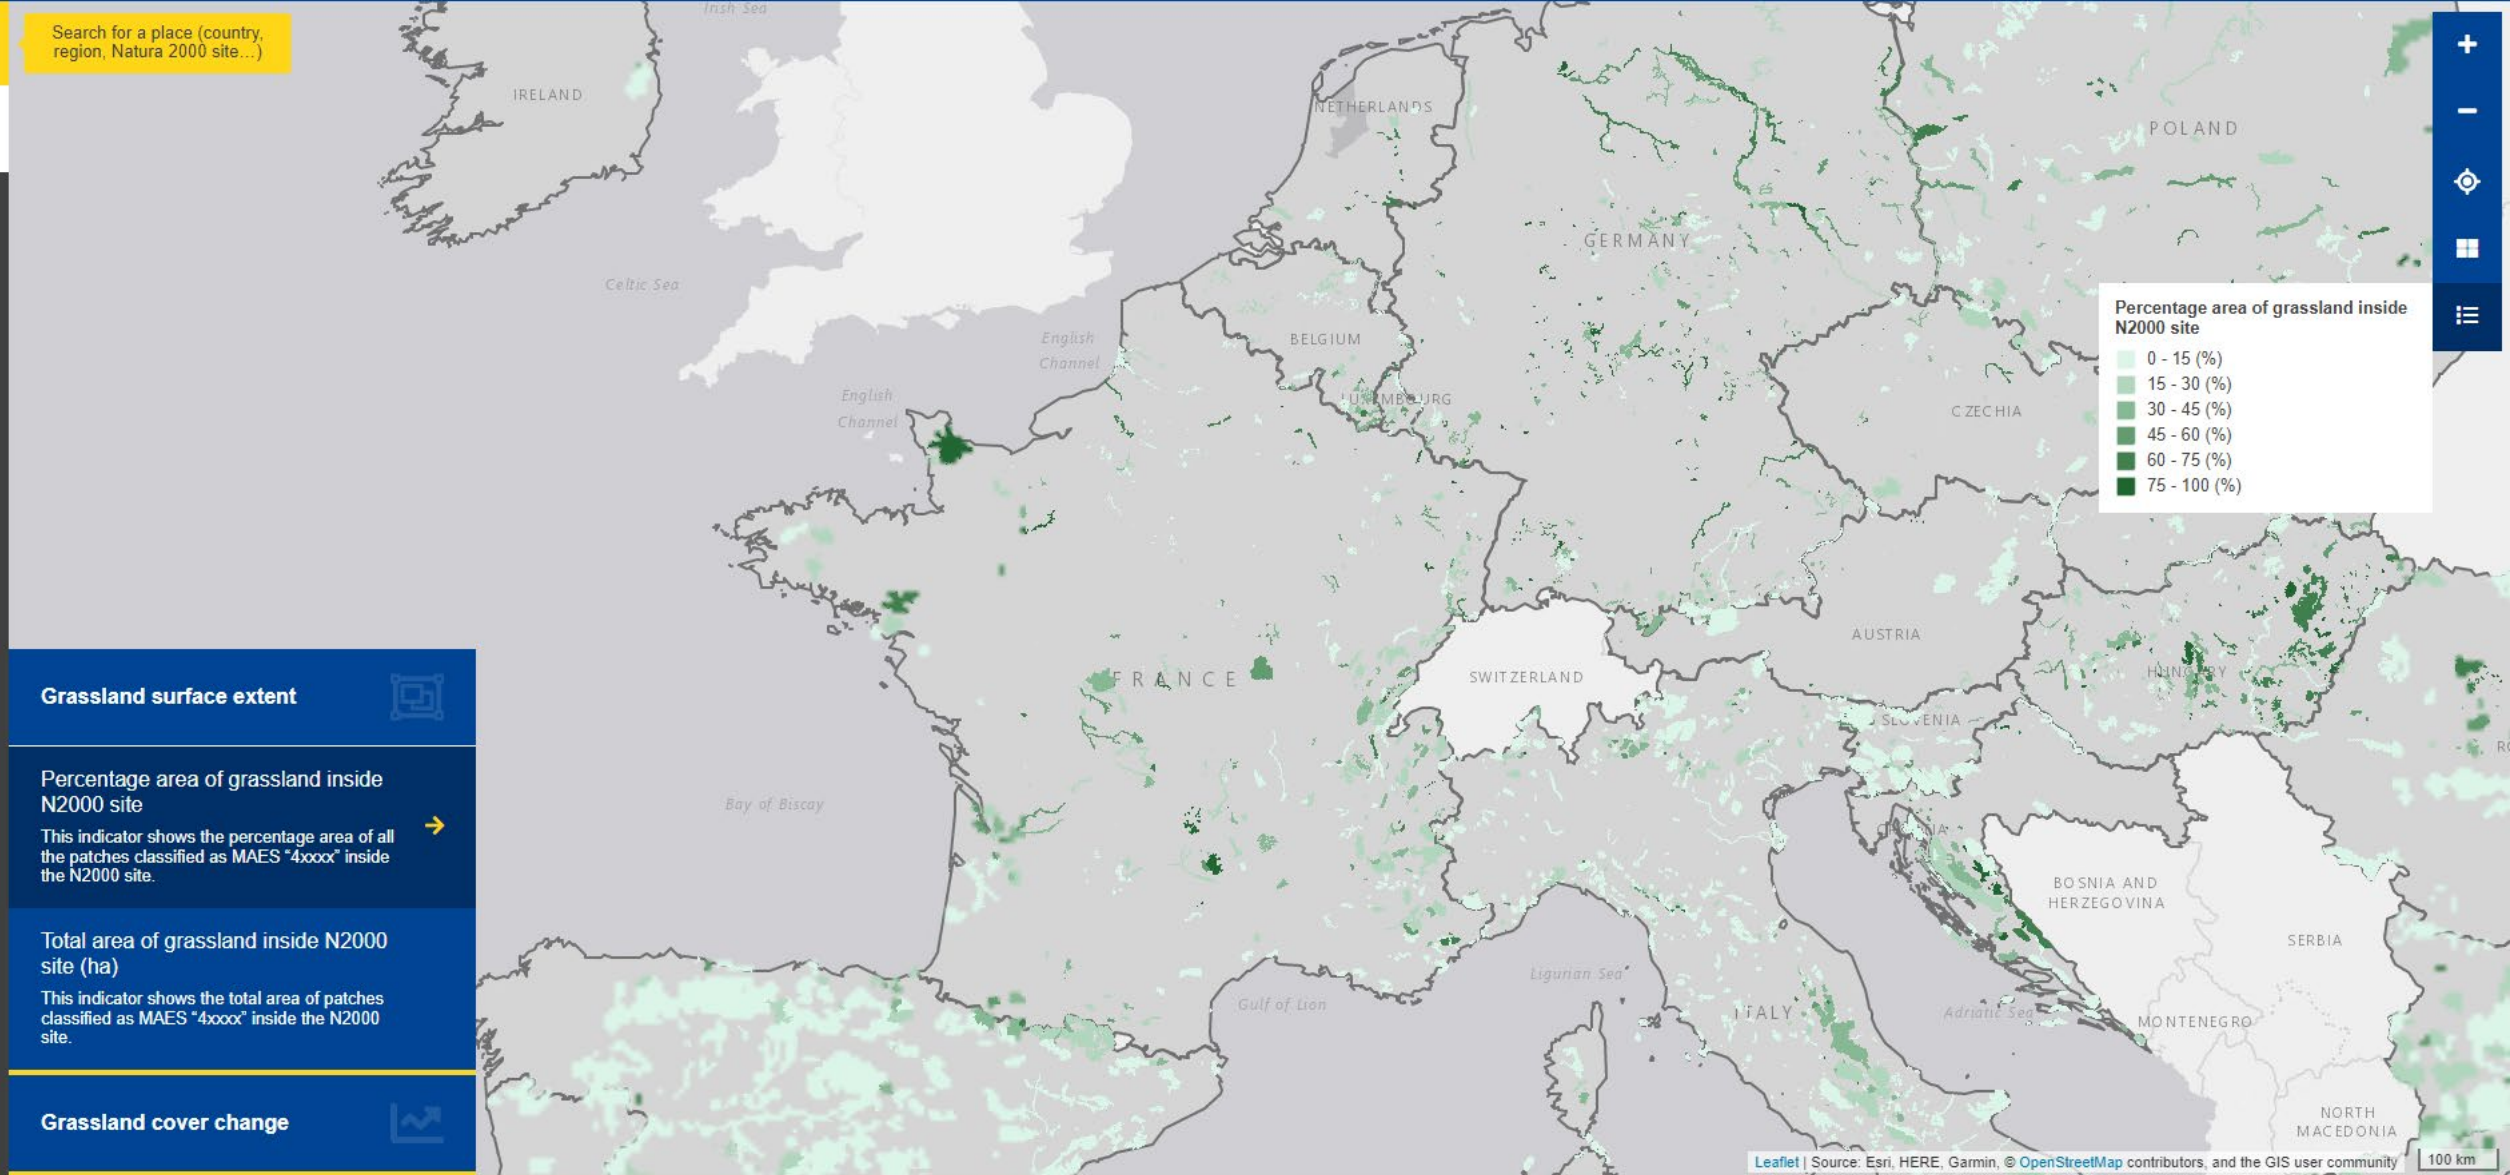 Search for a place (country,
region, Natura 2000 site...)
Irish Sea
IRELAND
NETHERLANDS
POLAND
GERMANY
Celtic Sea
English
Channel
BELGIUM
English
Channel
LUXEMBOURG
CZECHIA
Percentage area of grassland inside
N2000 site
0 - 15 (%)
15 - 30 (%)
30 - 45 (%)
45 - 60 (%)
60 - 75 (%)
75 - 100 (%)
AUSTRIA
HUNGARY
FRANCE
SWITZERLAND
SLOVENIA
Bay of Biscay
CROATIA
BOSNIA AND
HERZEGOVINA
SERBIA
Ligurian Sea
Gulf of Lion
ITALY
Adriatic Sea
MONTENEGRO
NORTH
MACEDONIA
Grassland surface extent
Percentage area of grassland inside
N2000 site
This indicator shows the percentage area of all
the patches classified as MAES "4xxxx" inside
the N2000 site.
Total area of grassland inside N2000
site (ha)
This indicator shows the total area of patches
classified as MAES "4xxxx" inside the N2000
site.
Grassland cover change
Leaflet | Source: Esri, HERE, Garmin, © OpenStreetMap contributors, and the GIS user community
100 km